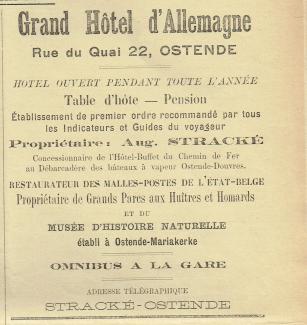 Grand Hôtel d'Allemagne
Rue du Quai 22, OSTENDE
HOTEL OUVERT PENDANT TOUTE L'ANNÉE
Table d'hôte — Pension
Établissement de premier ordre recommandé par tous
les Indicateurs et Guides du voyageur
Propriétaire: Aug. STRACKÉ
Concessionnaire de l'Hôtel-Buffet du Chemin de Fer
au Débarcadère des bâteaux à vapeur Ostende-Douvres.
RESTAURATEUR DES MALLES-POSTES DE L'ÉTAT-BELGE
Propriétaire de Grands Parcs aux Huîtres et Homards
ET DU
MUSÉE D'HISTOIRE NATURELLE
établi à Ostende-Mariakerke
OMNIBUS A LA GARE
ADRESSE TÉLÉGRAPHIQUE
STRACKÉ-OSTENDE